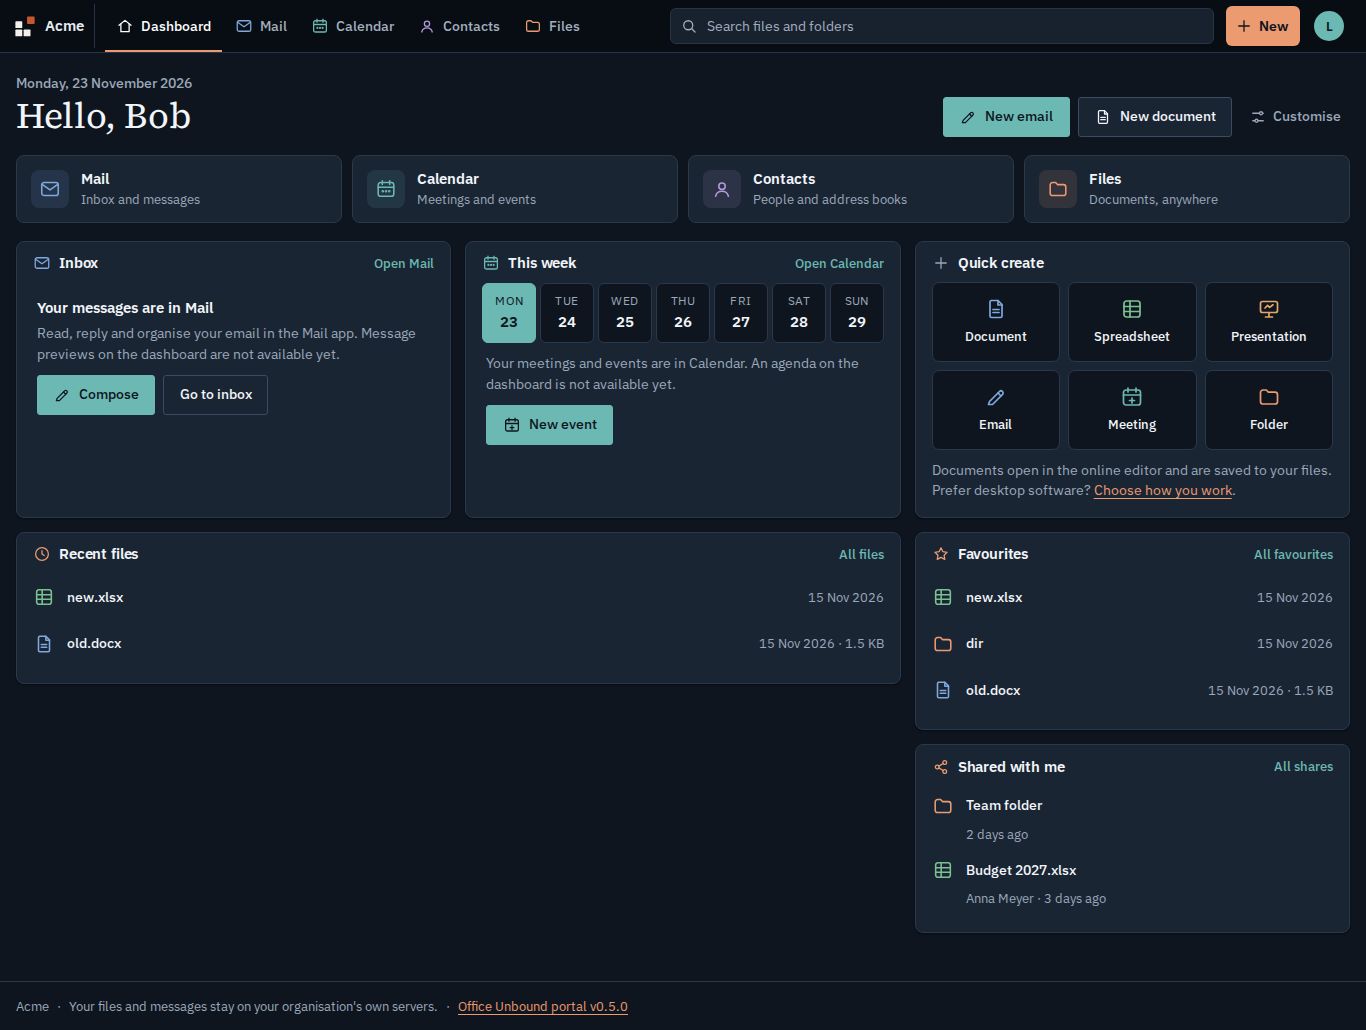 Acme
Dashboard
Mail
Calendar
Contacts
Files
Search files and folders
New
L
Monday, 23 November 2026
Hello, Bob
New email
New document
Customise
Mail
Inbox and messages
Calendar
Meetings and events
Contacts
People and address books
Files
Documents, anywhere
Inbox
Open Mail
Your messages are in Mail
Read, reply and organise your email in the Mail app. Message
previews on the dashboard are not available yet.
Compose
Go to inbox
This week
Open Calendar
MON TUE WED THU FRI SAT SUN
23 24 25 26 27 28 29
Your meetings and events are in Calendar. An agenda on the
dashboard is not available yet.
New event
Quick create
Document
Spreadsheet
Presentation
Email
Meeting
Folder
Documents open in the online editor and are saved to your files.
Prefer desktop software? Choose how you work.
Recent files
All files
new.xlsx
15 Nov 2026
old.docx
15 Nov 2026 · 1.5 KB
Favourites
All favourites
new.xlsx
15 Nov 2026
dir
15 Nov 2026
old.docx
15 Nov 2026 · 1.5 KB
Shared with me
All shares
Team folder
2 days ago
Budget 2027.xlsx
Anna Meyer · 3 days ago
Acme · Your files and messages stay on your organisation's own servers. · Office Unbound portal v0.5.0